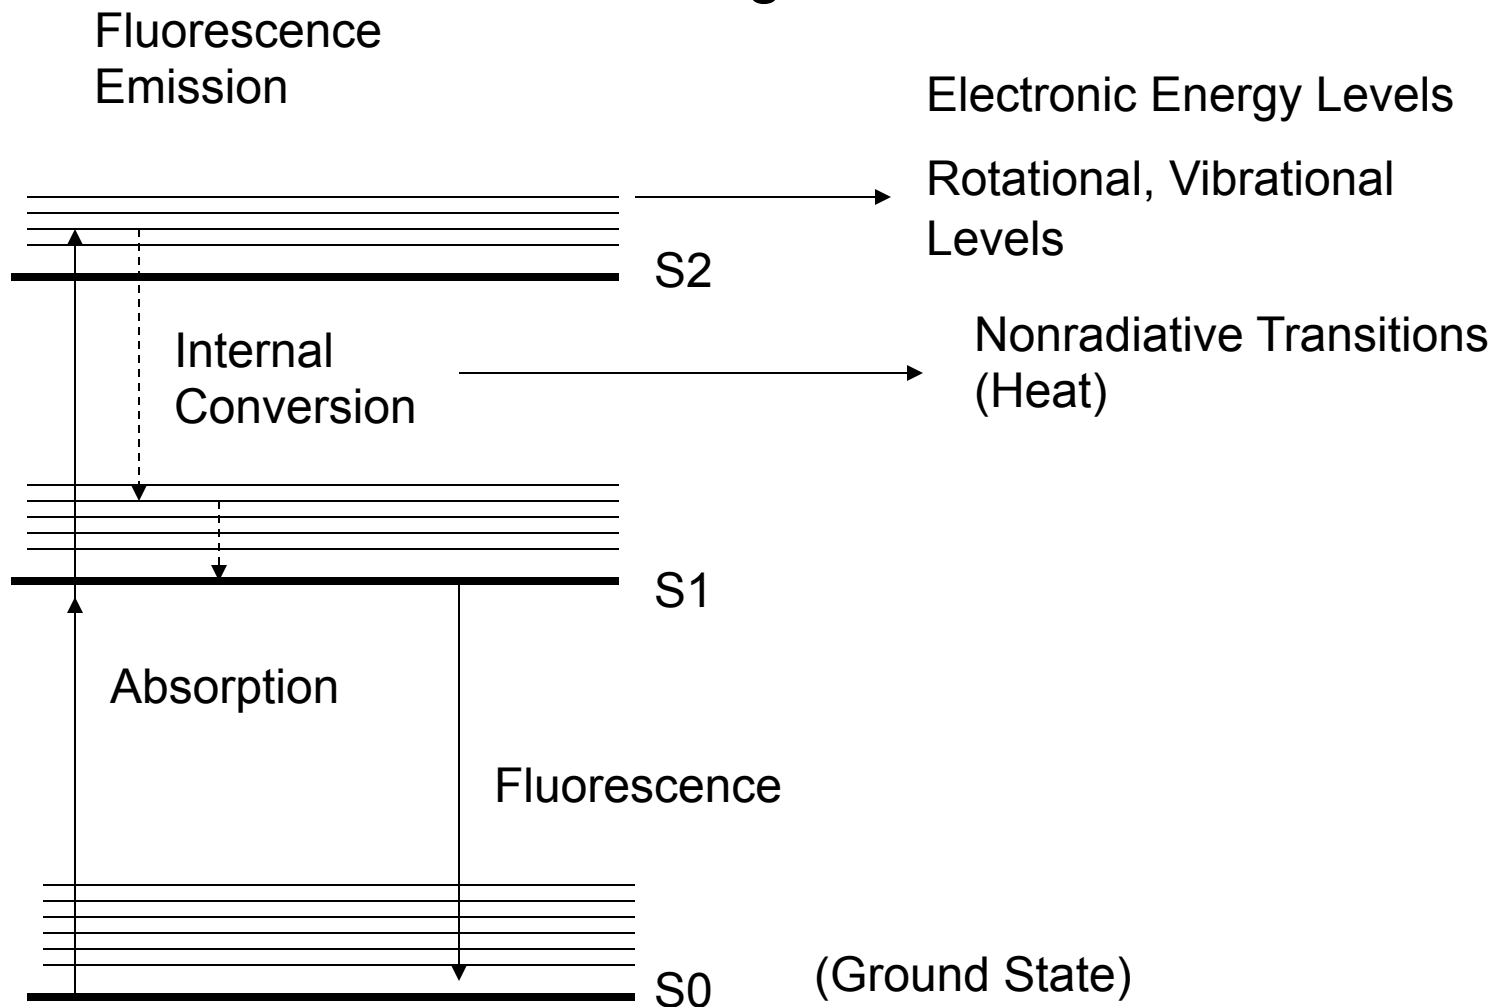 Fluorescence
Emission
Electronic Energy Levels
Rotational, Vibrational
Levels
S2
Internal
Conversion
Nonradiative Transitions
(Heat)
S1
Absorption
Fluorescence
S0
(Ground State)